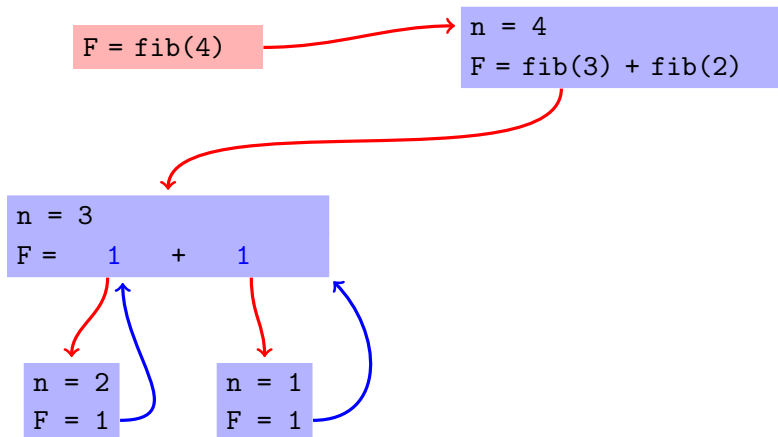 F = fib(4)
n = 4
F = fib(3) + fib(2)
n = 3
F = 1 + 1
n = 2
F = 1
n = 1
F = 1